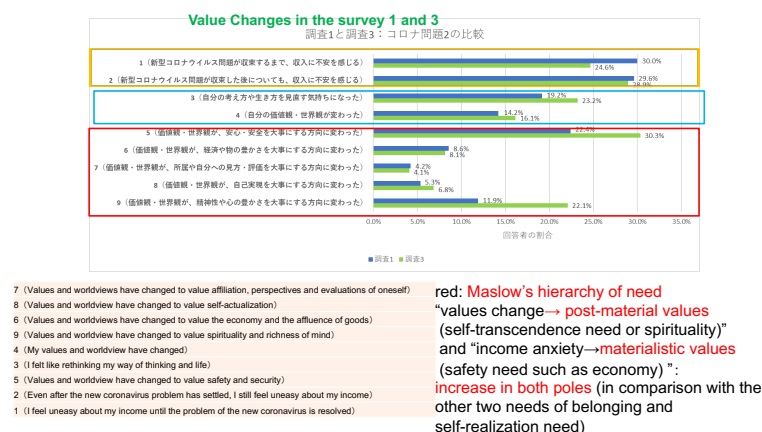 Value Changes in the survey 1 and 3
調査1と調査3：コロナ問題2の比較
1（新型コロナウイルス問題が収束するまで、収入に不安を感じる）
30.0%
24.6%
2（新型コロナウイルス問題が収束した後についても、収入に不安を感じる）
29.6%
28.9%
3（自分の考え方や生き方を見直す気持ちになった）
19.2%
23.2%
4（自分の価値観・世界観が変わった）
14.2%
16.1%
5（価値観・世界観が、安心・安全を大事にする方向に変わった）
22.4%
30.3%
6（価値観・世界観が、経済や物の豊かさを大事にする方向に変わった）
8.6%
8.1%
7（価値観・世界観が、所属や自分への見方・評価を大事にする方向に変わった）
4.2%
4.1%
8（価値観・世界観が、自己実現を大事にする方向に変わった）
5.3%
6.8%
9（価値観・世界観が、精神性や心の豊かさを大事にする方向に変わった）
11.9%
22.1%
0.0% 5.0% 10.0% 15.0% 20.0% 25.0% 30.0% 35.0%
回答者の割合
調査1 調査3
7（Values and worldviews have changed to value affiliation, perspectives and evaluations of oneself）
8（Values and worldviews have changed to value self-actualization）
6（Values and worldviews have changed to value the economy and the affluence of goods）
9（Values and worldviews have changed to value spirituality and richness of mind）
4（My values and worldview have changed）
3（I felt like rethinking my way of thinking and life）
5（Values and worldviews have changed to value safety and security）
2（Even after the new coronavirus problem has settled, I still feel uneasy about my income）
1（I feel uneasy about my income until the problem of the new coronavirus is resolved）
red: Maslow's hierarchy of need
“values change→ post-material values
(self-transcendence need or spirituality)”
and “income anxiety→materialistic values
(safety need such as economy) ”:
increase in both poles (in comparison with the
other two needs of belonging and
self-realization need)